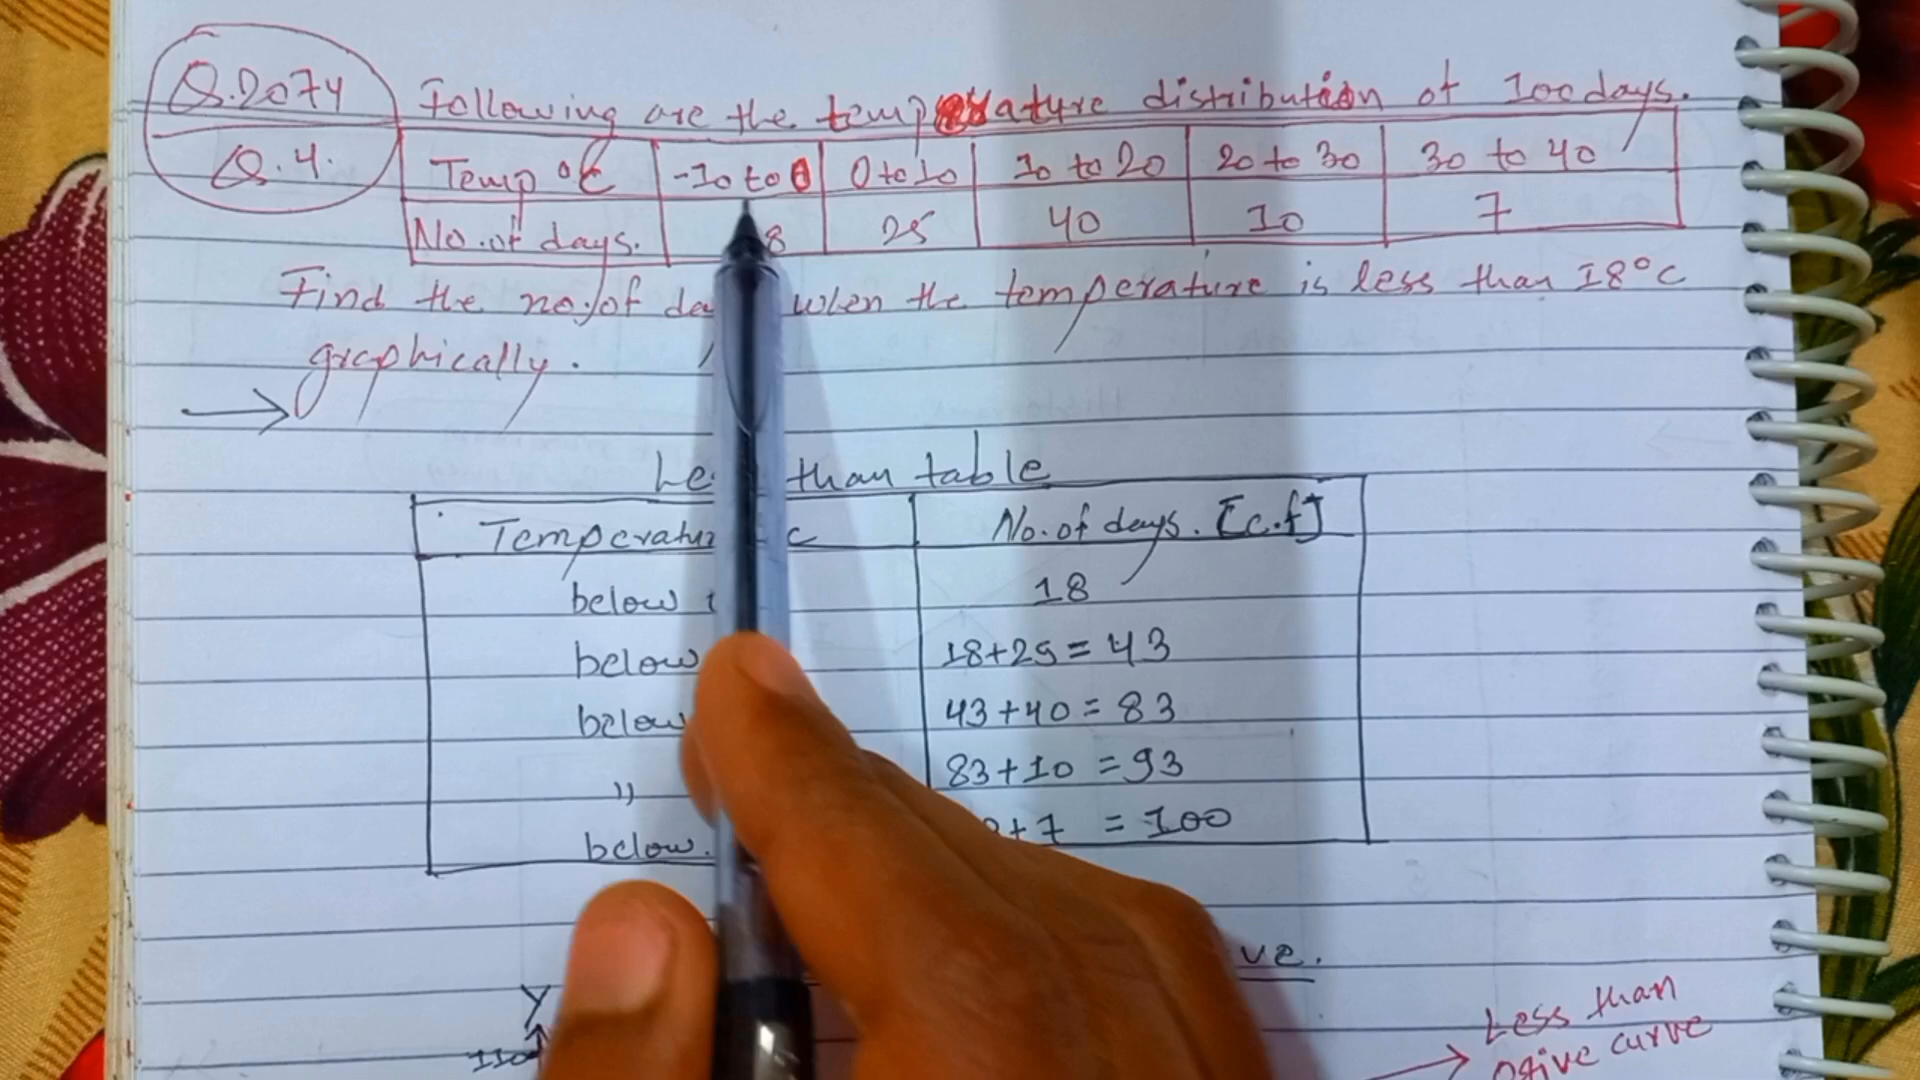 Q.2074
Q.4.
Following are the temperature distribution of 100 days.
Temp °C -10 to 0 0 to 10 10 to 20 20 to 30 30 to 40
No. of days. 8 25 40 10 7
Find the no. of when the temperature is less than 18°C
graphically.
than table
c No. of days. [c.f]
below 18
below 18+25=43
below 43+40=83
" 83+10=93
below. +7 =100
Y
110
Less than
ogive curve